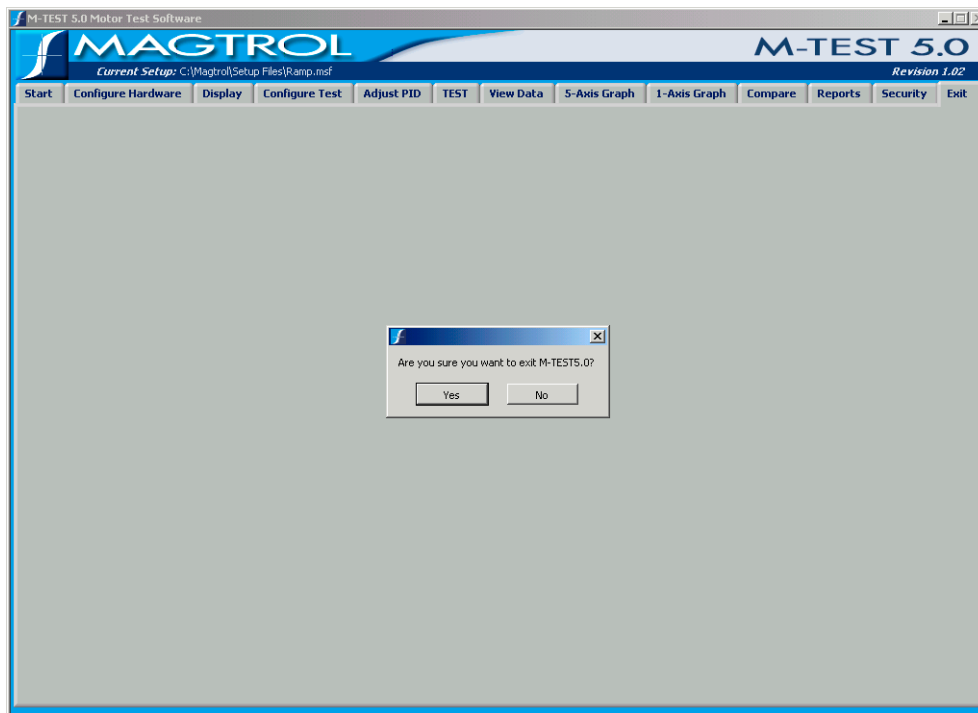 M-TEST 5.0 Motor Test Software
MAGTROL
M-TEST 5.0
Current Setup: C:\Magtrol\Setup Files\Ramp.msf
Revision 1.02
Start Configure Hardware Display Configure Test Adjust PID TEST View Data 5-Axis Graph 1-Axis Graph Compare Reports Security Exit
Are you sure you want to exit M-TEST5.0?
Yes No